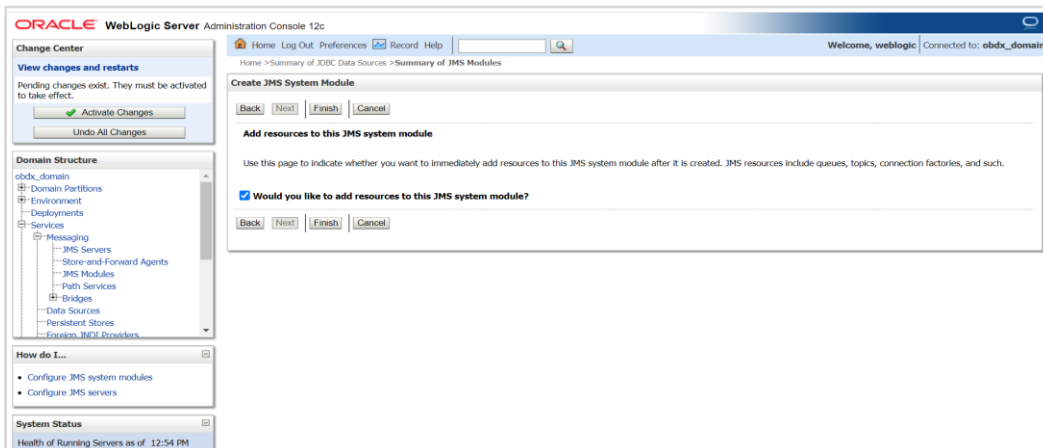 ORACLE WebLogic Server Administration Console 12c
Change Center
View changes and restarts
Pending changes exist. They must be activated
to take effect.
Activate Changes
Undo All Changes
Domain Structure
obdx_domain
Domain Partitions
Environment
Deployments
Services
Messaging
JMS Servers
Store-and-Forward Agents
JMS Modules
Path Services
Bridges
Data Sources
Persistent Stores
Foreign JNDI Providers
How do I...
Configure JMS system modules
Configure JMS servers
System Status
Health of Running Servers as of 12:54 PM
Home Log Out Preferences Record Help
Welcome, weblogic Connected to: obdx_domain
Home >Summary of JDBC Data Sources >Summary of JMS Modules
Create JMS System Module
Back Next Finish Cancel
Add resources to this JMS system module
Use this page to indicate whether you want to immediately add resources to this JMS system module after it is created. JMS resources include queues, topics, connection factories, and such.
Would you like to add resources to this JMS system module?
Back Next Finish Cancel